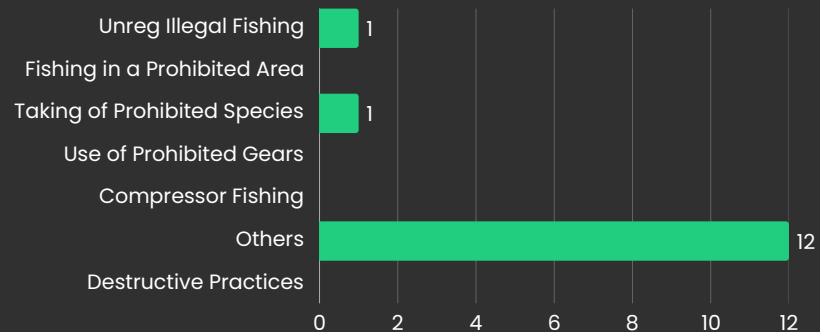 Unreg Illegal Fishing 1
Fishing in a Prohibited Area
Taking of Prohibited Species 1
Use of Prohibited Gears
Compressor Fishing
Others 12
Destructive Practices
0 2 4 6 8 10 12